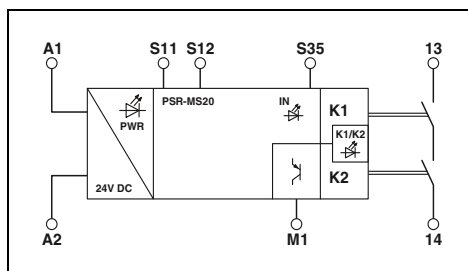 A1 S11 S12 S35 13
PSR-MS20 IN K1
PWR K1/K2
24V DC K2
A2 M1 14